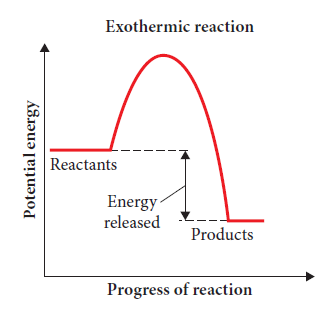 Exothermic reaction
Potential energy
Reactants
Energy
released
Products
Progress of reaction